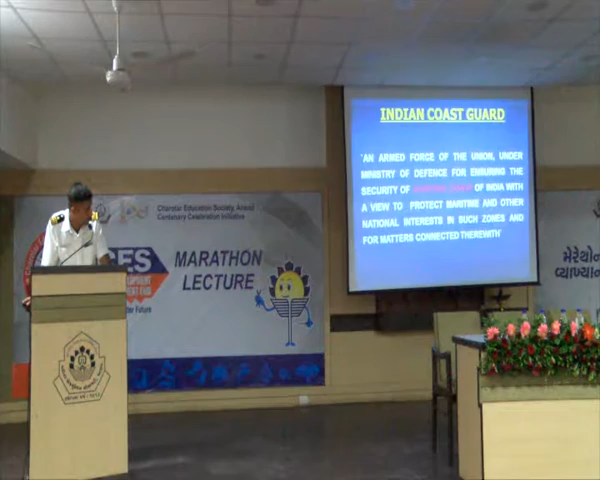 INDIAN COAST GUARD
'AN ARMED FORCE OF THE UNION, UNDER
MINISTRY OF DEFENCE FOR ENSURING THE
SECURITY OF OF INDIA WITH
A VIEW TO PROTECT MARITIME AND OTHER
NATIONAL INTERESTS IN SUCH ZONES AND
FOR MATTERS CONNECTED THEREWITH'
Charotar Education Society, Anand
Centenary Celebration Initiative
CES
MARATHON
LECTURE
મેરેથોન
વ્યાખ્યાન